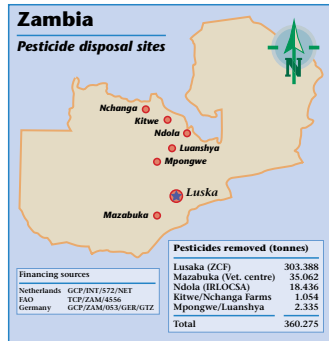 Zambia
Pesticide disposal sites
N
Nchanga
Kitwe
Ndola
Luanshya
Mpongwe
Luska
Mazabuka
Financing sources
Netherlands GCP/INT/572/NET
FAO TCP/ZAM/4556
Germany GCP/ZAM/053/GER/GTZ
Pesticides removed (tonnes)
Lusaka (ZCF) 303.388
Mazabuka (Vet. centre) 35.062
Ndola (IRLOCSA) 18.436
Kitwe/Nchanga Farms 1.054
Mpongwe/Luanshya 2.335
Total 360.275